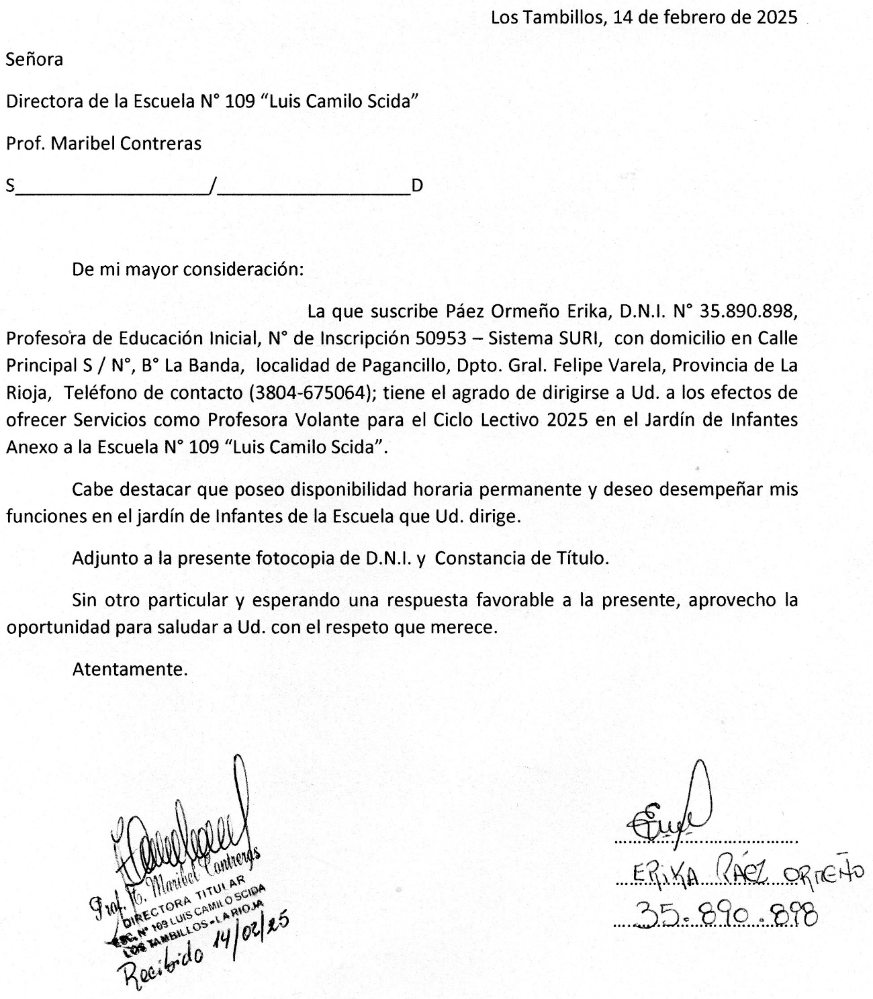 Los Tambillos, 14 de febrero de 2025
Señora
Directora de la Escuela N° 109 “Luis Camilo Scida”
Prof. Maribel Contreras
S____________________/____________________D
De mi mayor consideración:
La que suscribe Páez Ormeño Erika, D.N.I. N° 35.890.898,
Profesora de Educación Inicial, N° de Inscripción 50953 – Sistema SURI, con domicilio en Calle
Principal S / N°, B° La Banda, localidad de Pagancillo, Dpto. Gral. Felipe Varela, Provincia de La
Rioja, Teléfono de contacto (3804-675064); tiene el agrado de dirigirse a Ud. a los efectos de
ofrecer Servicios como Profesora Volante para el Ciclo Lectivo 2025 en el Jardín de Infantes
Anexo a la Escuela N° 109 “Luis Camilo Scida”.
Cabe destacar que poseo disponibilidad horaria permanente y deseo desempeñar mis
funciones en el jardín de Infantes de la Escuela que Ud. dirige.
Adjunto a la presente fotocopia de D.N.I. y Constancia de Título.
Sin otro particular y esperando una respuesta favorable a la presente, aprovecho la
oportunidad para saludar a Ud. con el respeto que merece.
Atentamente.
Prof. C. Maribel Contreras
DIRECTORA TITULAR
ESC. N° 109 LUIS CAMILO SCIDA
LOS TAMBILLOS - LA RIOJA
Recibido 14/02/25
ERIKA PÁEZ ORMEÑO
35.890.898